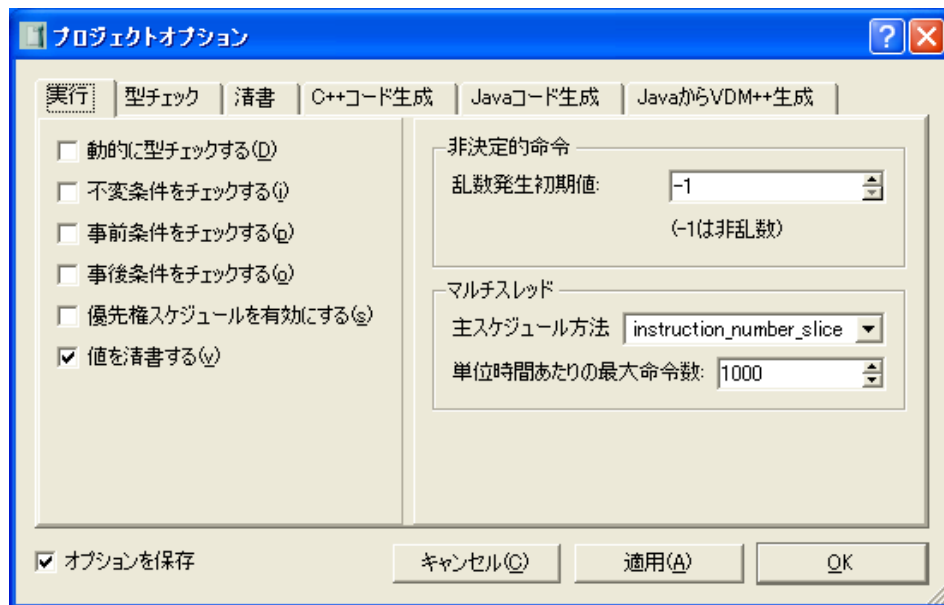 プロジェクトオプション
実行 型チェック 清書 C++コード生成 Javaコード生成 JavaからVDM++生成
動的に型チェックする(D)
不変条件をチェックする(i)
事前条件をチェックする(p)
事後条件をチェックする(o)
優先権スケジュールを有効にする(s)
値を清書する(v)
非決定的命令
乱数発生初期値: -1
(-1は非乱数)
マルチスレッド
主スケジュール方法 instruction_number_slice
単位時間あたりの最大命令数: 1000
オプションを保存 キャンセル(C) 適用(A) OK